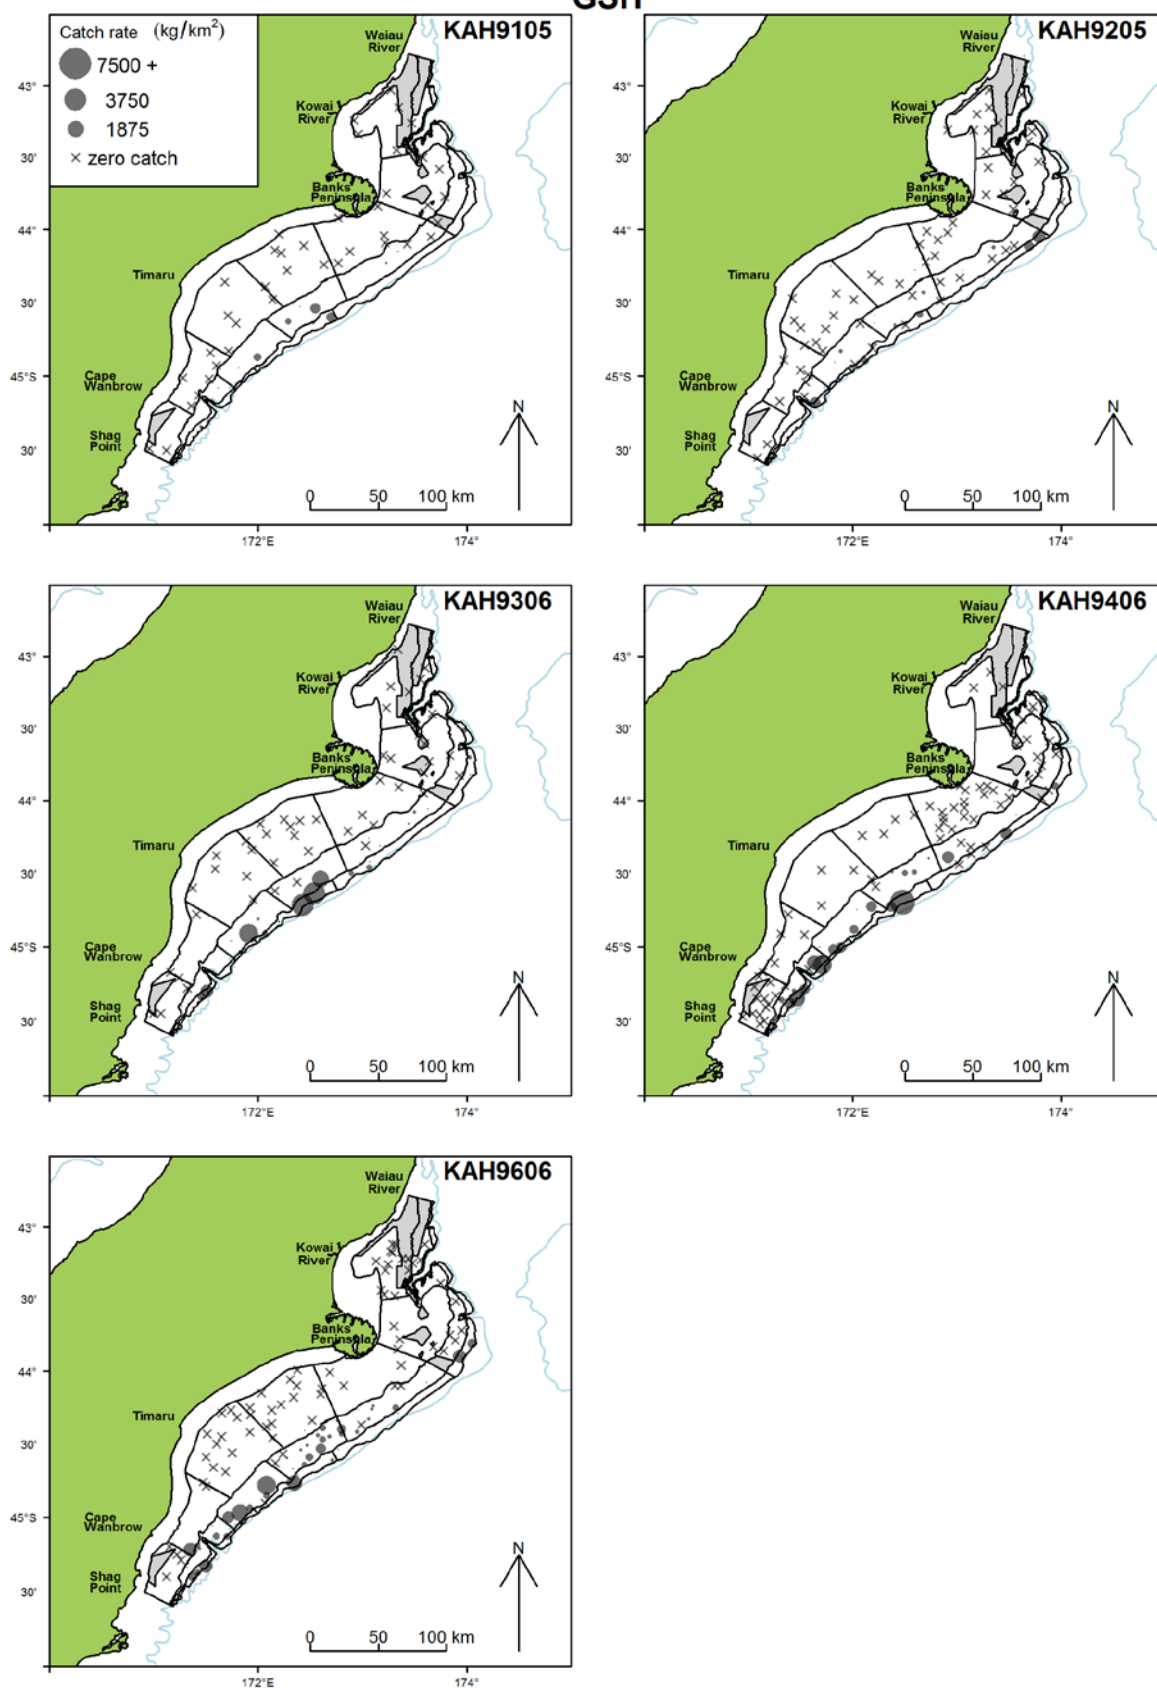 GSH
KAH9105
Catch rate (kg/km²)
7500 +
3750
1875
× zero catch
Waiau
River
43°
Kowai
River
30'
Banks
Peninsula
44°
Timaru
30'
45°S
Cape
Wanbrow
Shag
Point
30'
N
0 50 100 km
172°E 174°
KAH9205
Waiau
River
43°
Kowai
River
30'
Banks
Peninsula
44°
Timaru
30'
45°S
Cape
Wanbrow
Shag
Point
30'
N
0 50 100 km
172°E 174°
KAH9306
Waiau
River
43°
Kowai
River
30'
Banks
Peninsula
44°
Timaru
30'
45°S
Cape
Wanbrow
Shag
Point
30'
N
0 50 100 km
172°E 174°
KAH9406
Waiau
River
43°
Kowai
River
30'
Banks
Peninsula
44°
Timaru
30'
45°S
Cape
Wanbrow
Shag
Point
30'
N
0 50 100 km
172°E 174°
KAH9606
Waiau
River
43°
Kowai
River
30'
Banks
Peninsula
44°
Timaru
30'
45°S
Cape
Wanbrow
Shag
Point
30'
N
0 50 100 km
172°E 174°